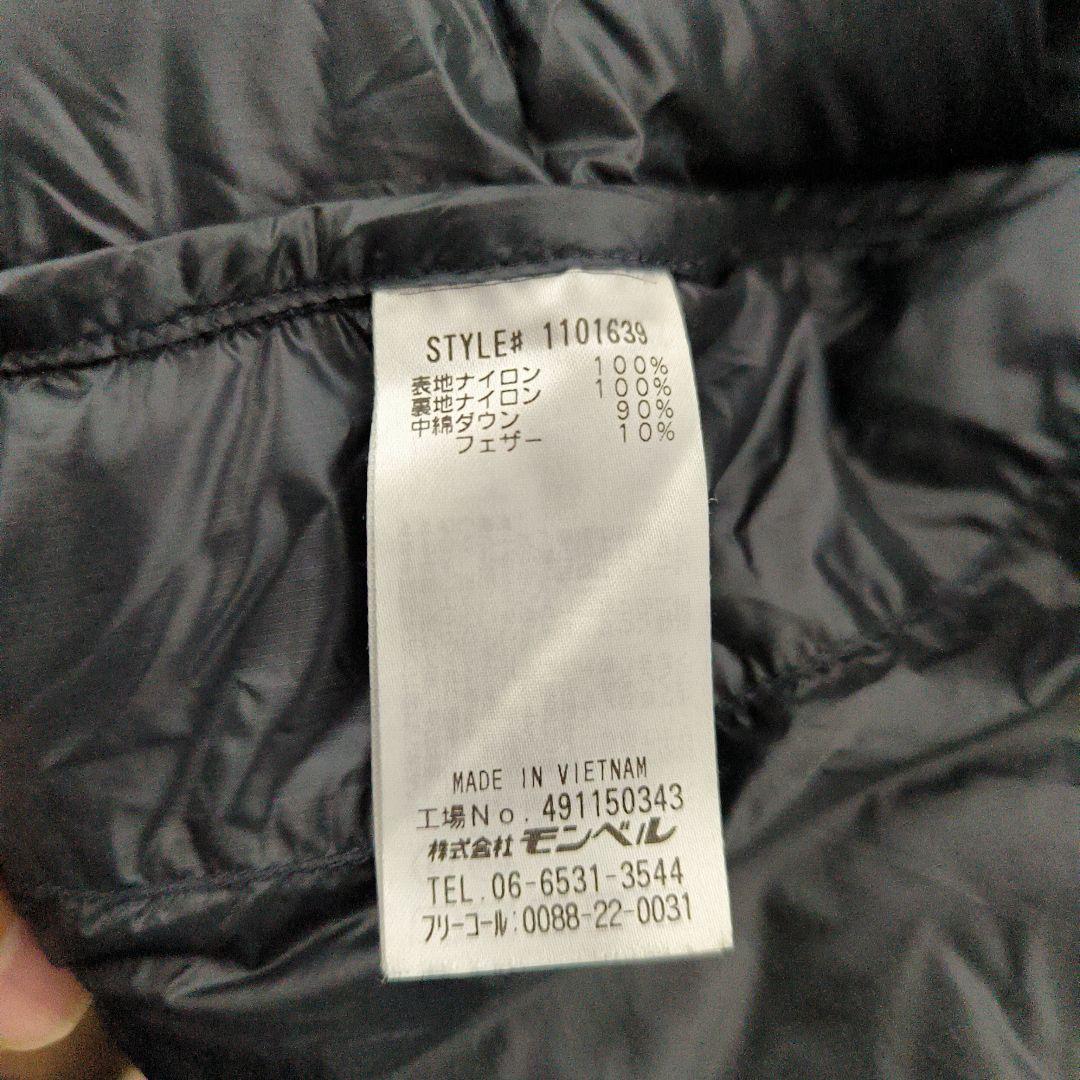 STYLE# 1101639
表地ナイロン 100%
裏地ナイロン 100%
中綿ダウン 90%
フェザー 10%
MADE IN VIETNAM
工場No. 491150343
株式会社 モンベル
TEL. 06-6531-3544
フリーコール:0088-22-0031